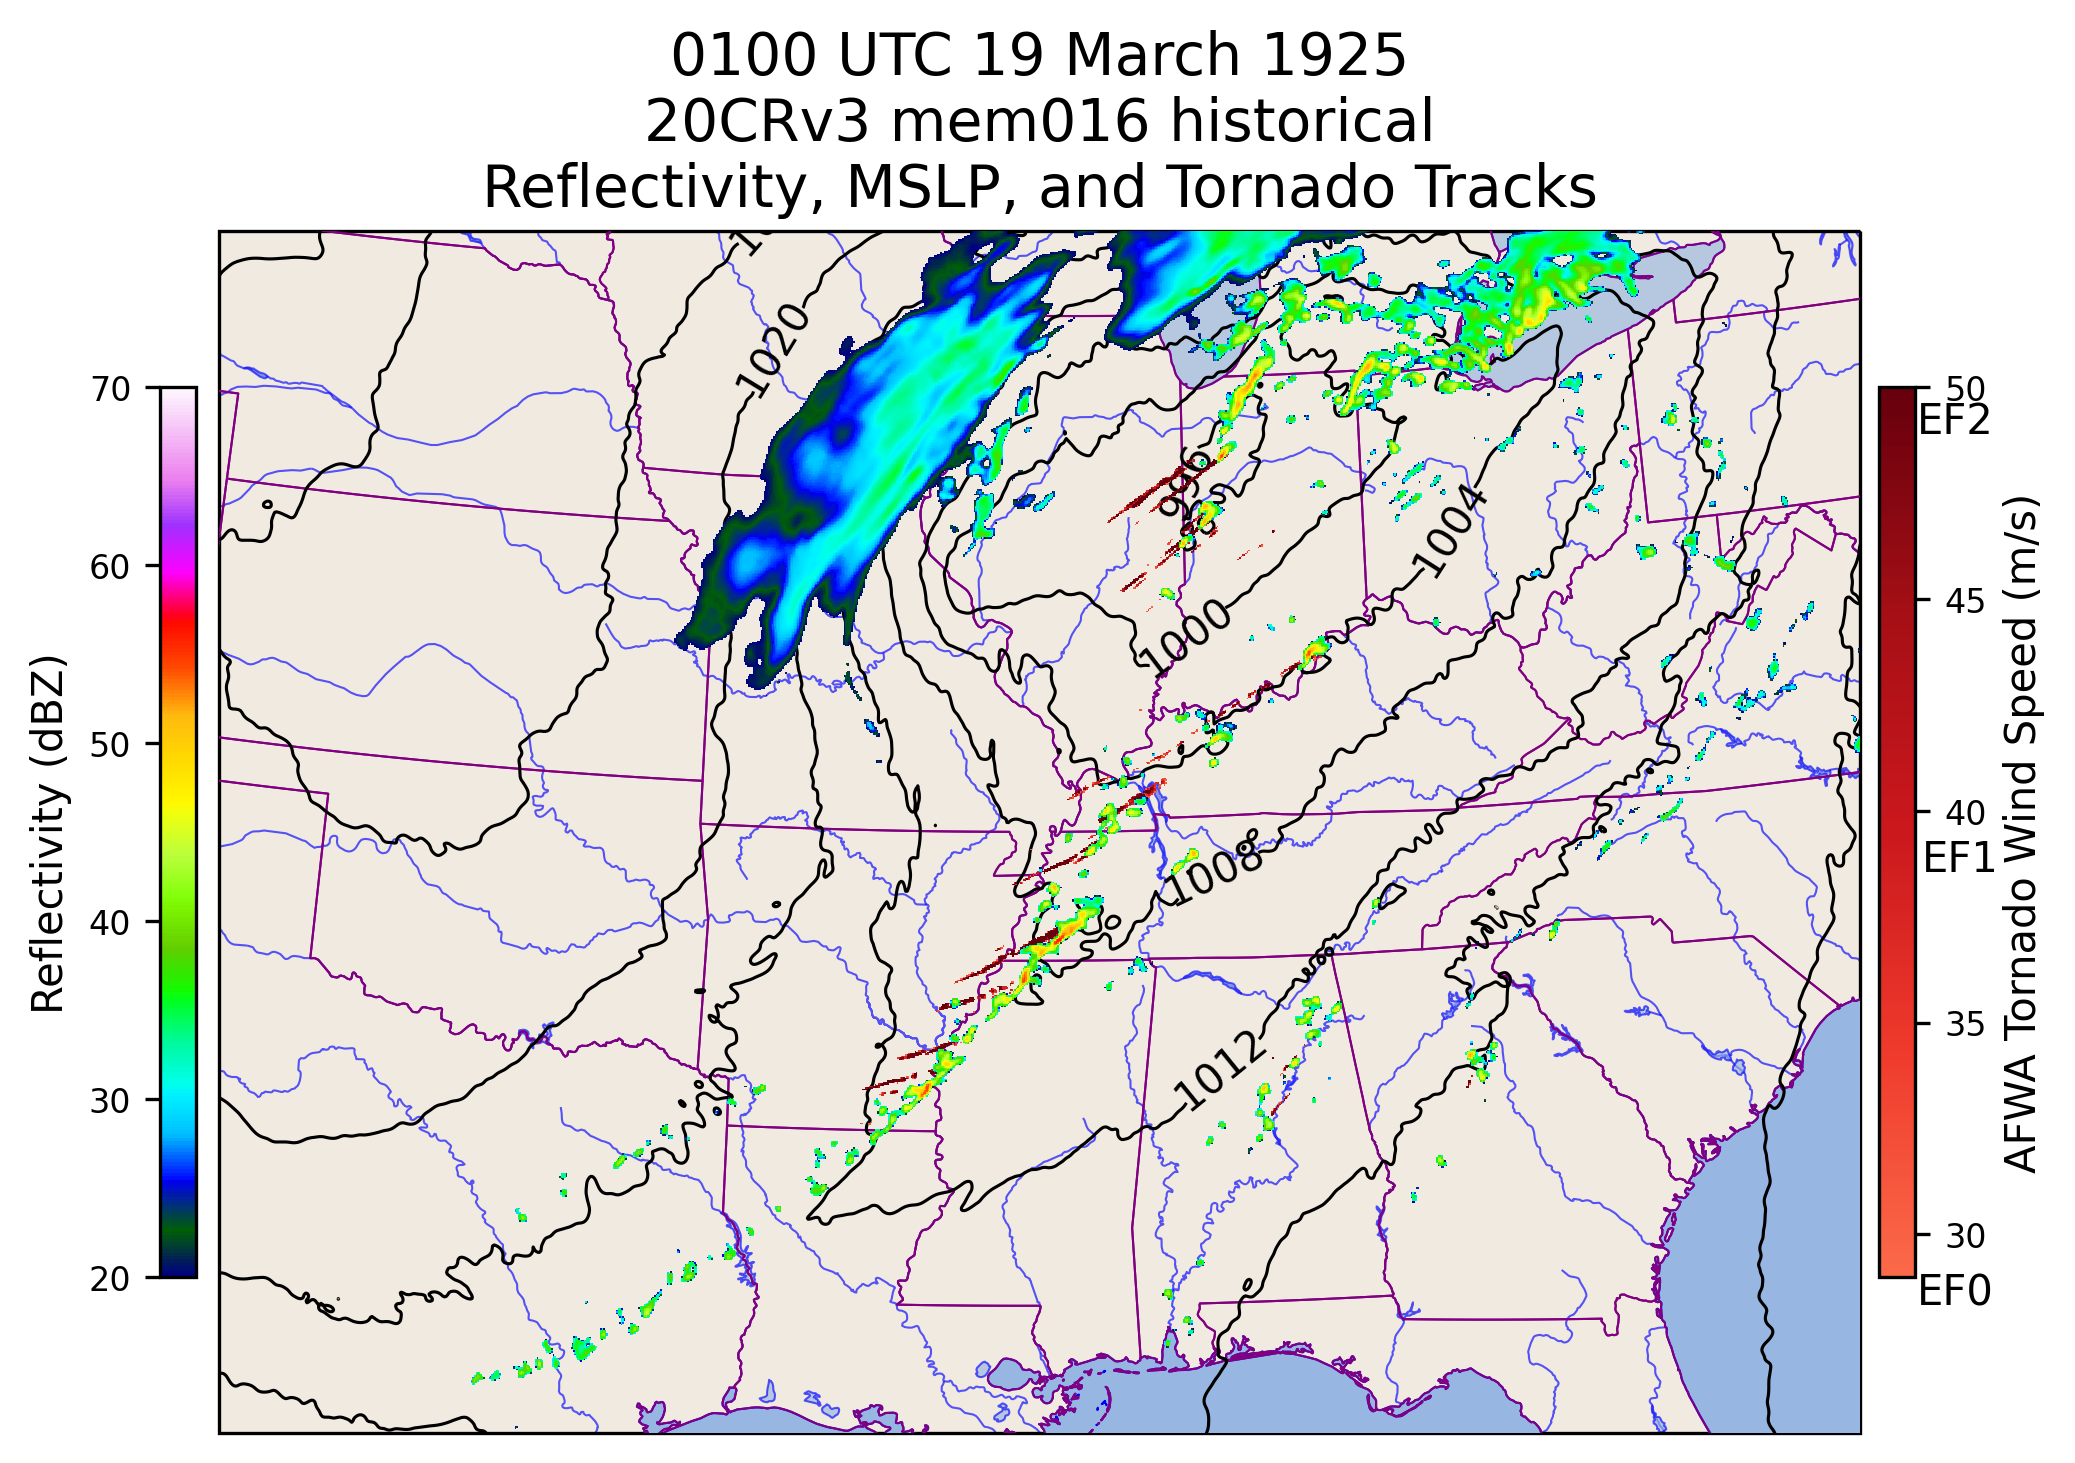 0100 UTC 19 March 1925
20CRv3 mem016 historical
Reflectivity, MSLP, and Tornado Tracks
1020
996
1004
1000
1008
1012
70
60
50
40
30
20
Reflectivity (dBZ)
50
EF2
45
40
EF1
35
30
EF0
AFWA Tornado Wind Speed (m/s)